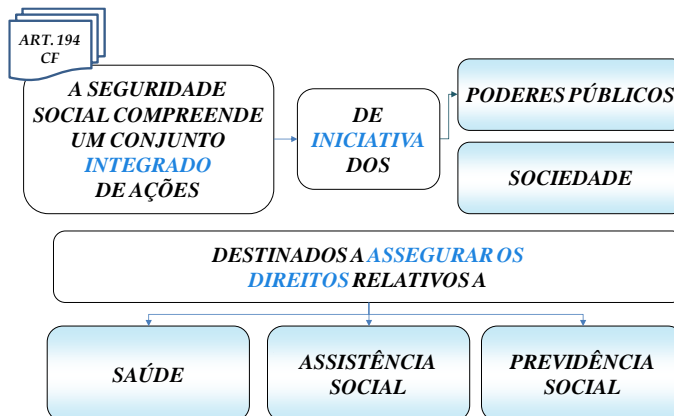 ART. 194
CF
A SEGURIDADE
SOCIAL COMPREENDE
UM CONJUNTO
INTEGRADO
DE AÇÕES
DE
INICIATIVA
DOS
PODERES PÚBLICOS
SOCIEDADE
DESTINADOS A ASSEGURAR OS
DIREITOS RELATIVOS A
SAÚDE
ASSISTÊNCIA
SOCIAL
PREVIDÊNCIA
SOCIAL